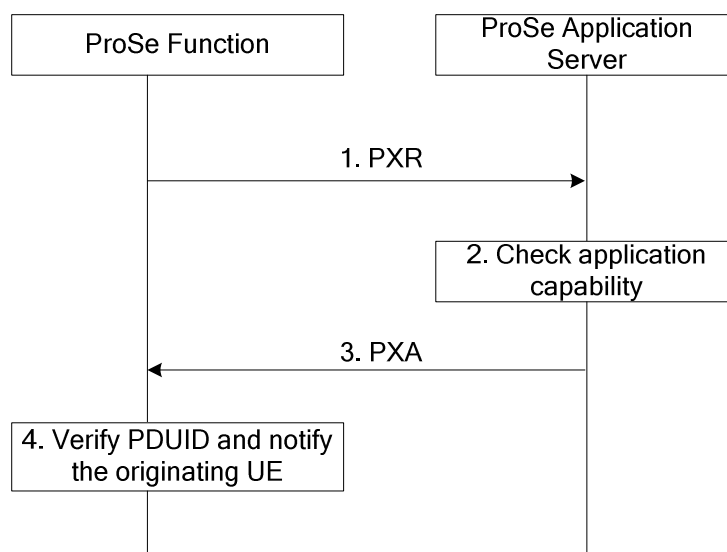 ProSe Function
ProSe Application
Server
1. PXR
2. Check application
capability
3. PXA
4. Verify PDUID and notify
the originating UE